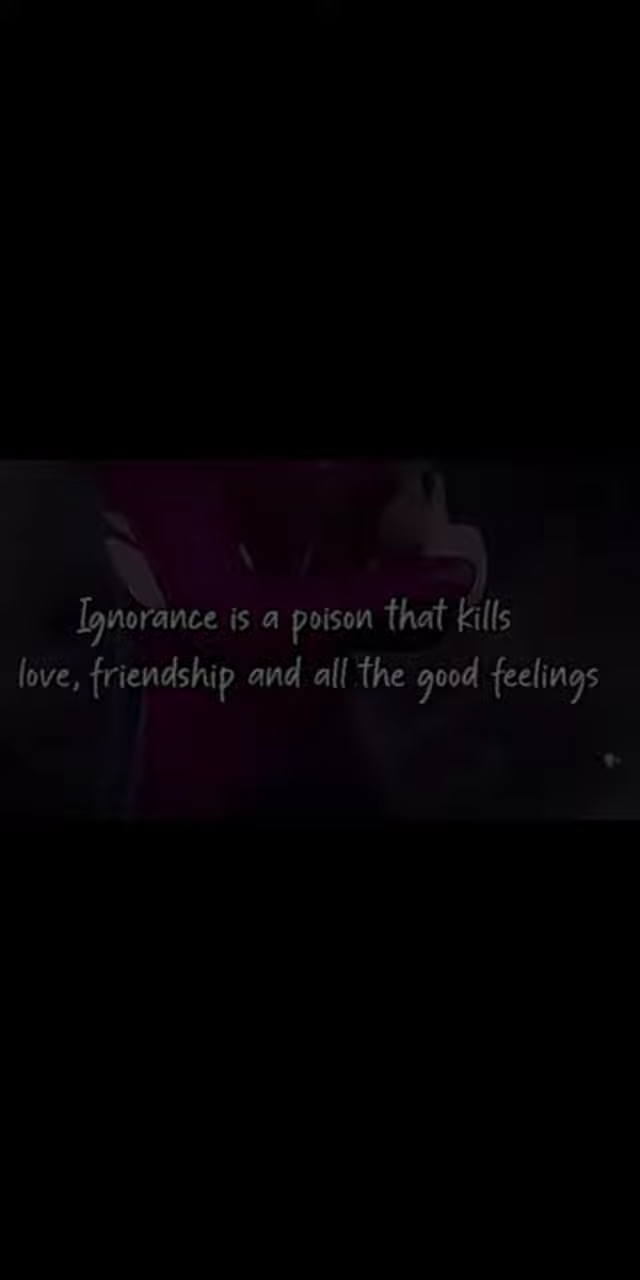 Ignorance is a poison that kills
love, friendship and all the good feelings